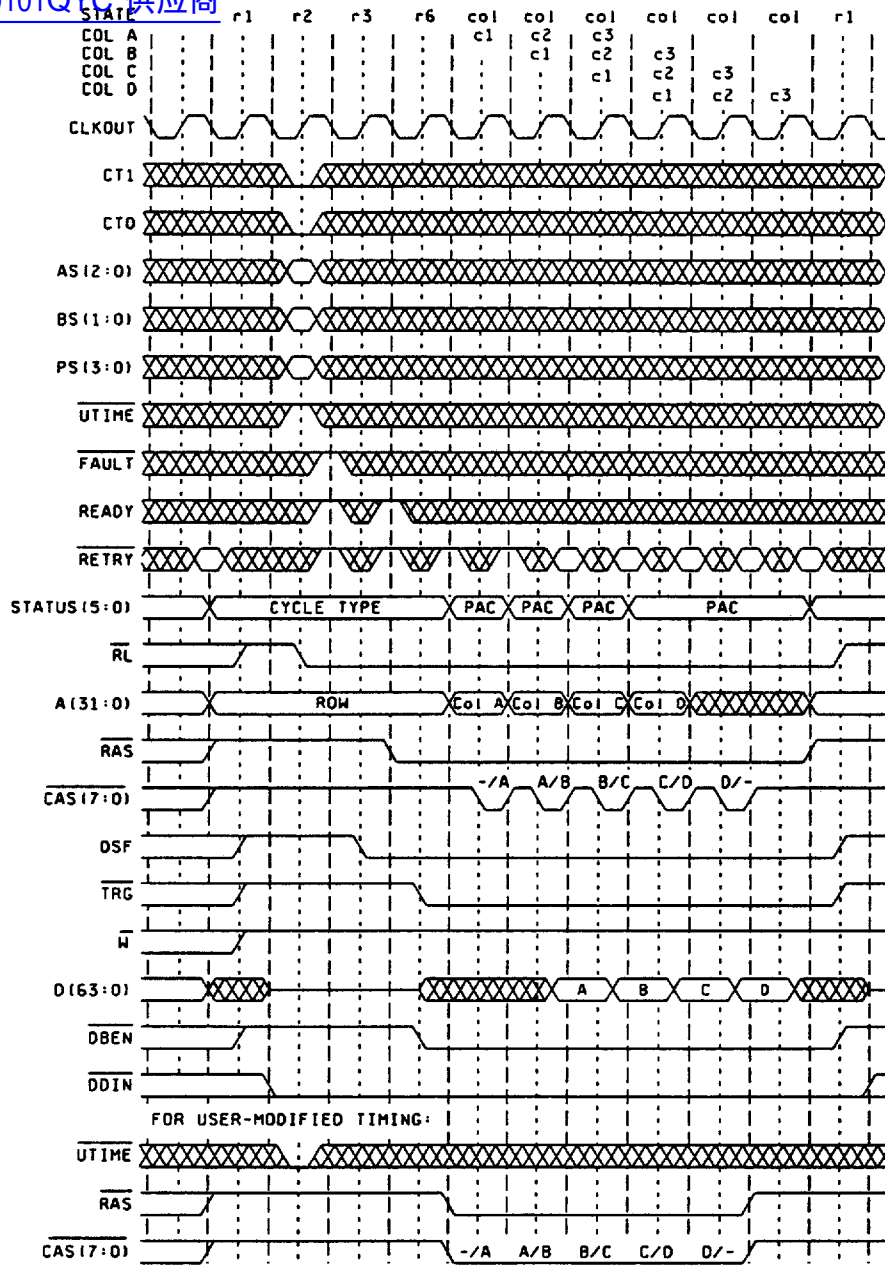 0101QYC 供应商
STATE r1 r2 r3 r6 col col col col col col r1
COL A c1 c2 c3
COL B c1 c2 c3
COL C c1 c2 c3
COL D c1 c2 c3
CLKOUT
CT1
CT0
AS(2:0)
BS(1:0)
PS(3:0)
UTIME
FAULT
READY
RETRY
STATUS(5:0) CYCLE TYPE PAC PAC PAC PAC
RL
A(31:0) ROW Col A Col B Col C Col D
RAS
CAS(7:0) -/A A/B B/C C/D D/-
DSF
TRG
W
D(63:0) A B C D
DBEN
DDIN
FOR USER-MODIFIED TIMING:
UTIME
RAS
CAS(7:0) -/A A/B B/C C/D D/-